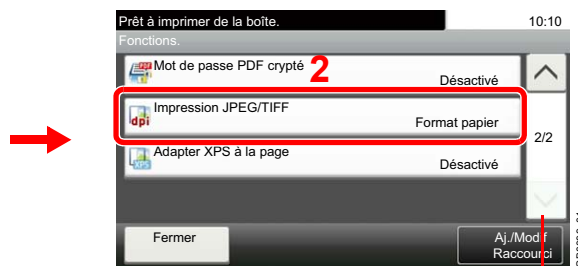 Prêt à imprimer de la boîte.
10:10
Fonctions.
Mot de passe PDF crypté
2
Désactivé
Impression JPEG/TIFF
Format papier
2/2
Adapter XPS à la page
Désactivé
Fermer
Aj./Modif
Raccourci